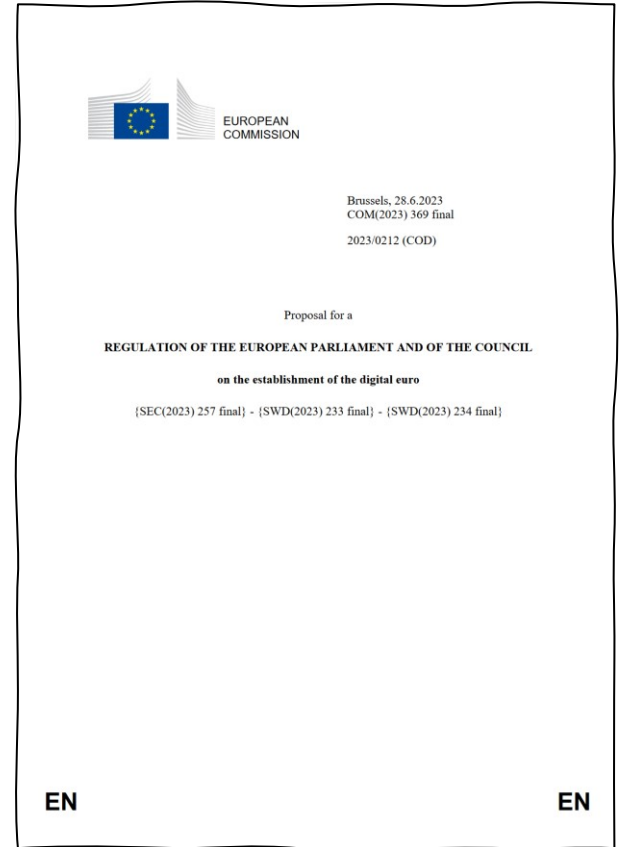 EUROPEAN
COMMISSION
Brussels, 28.6.2023
COM(2023) 369 final
2023/0212 (COD)
Proposal for a
REGULATION OF THE EUROPEAN PARLIAMENT AND OF THE COUNCIL
on the establishment of the digital euro
{SEC(2023) 257 final} - {SWD(2023) 233 final} - {SWD(2023) 234 final}
EN EN